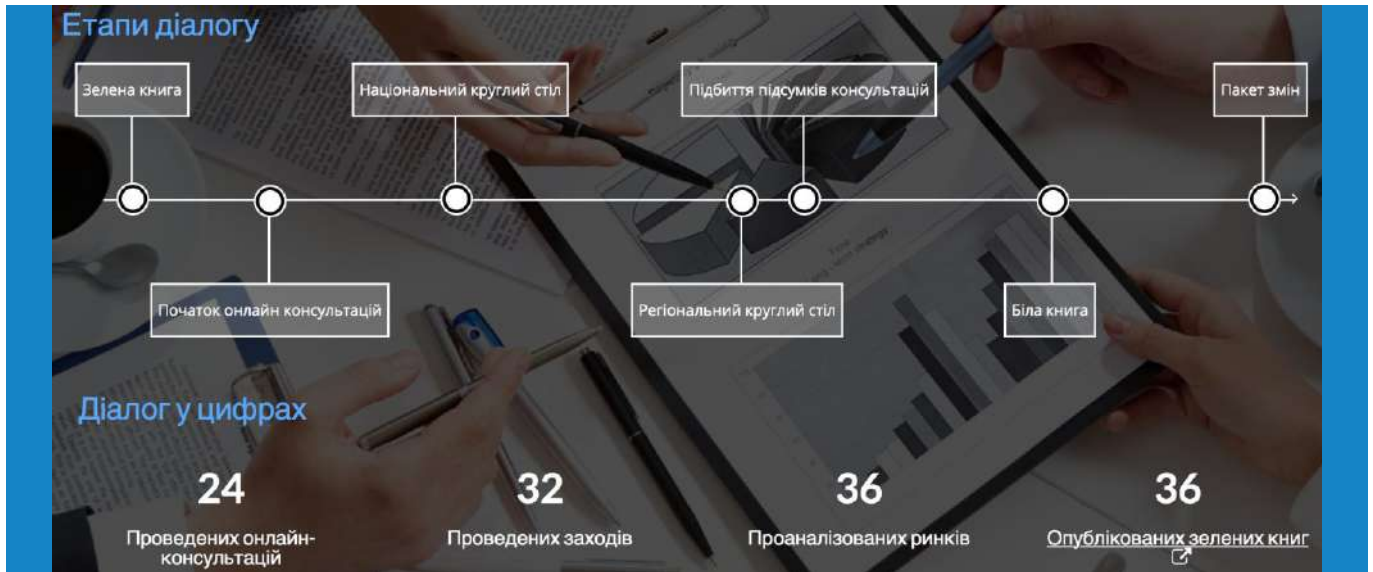 Етапи діалогу
Зелена книга
Національний круглий стіл
Підбиття підсумків консультацій
Пакет змін
Початок онлайн консультацій
Регіональний круглий стіл
Біла книга
Діалог у цифрах
24
32
36
36
Проведених онлайн-
консультацій
Проведених заходів
Проаналізованих ринків
Опублікованих зелених книг